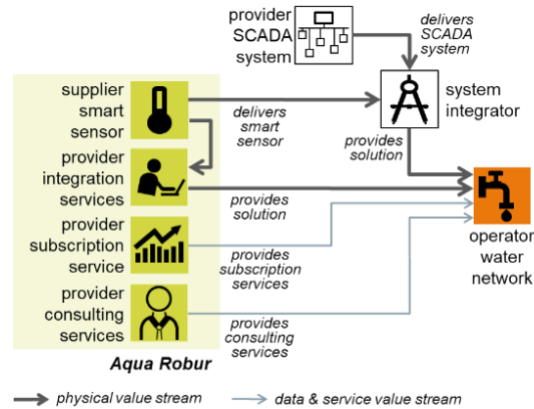 provider
SCADA
system
delivers
SCADA
system
supplier
smart
sensor
delivers
smart
sensor
system
integrator
provides
solution
provider
integration
services
provides
solution
provider
subscription
service
provides
subscription
services
operator
water
network
provider
consulting
services
provides
consulting
services
Aqua Robur
physical value stream
data & service value stream